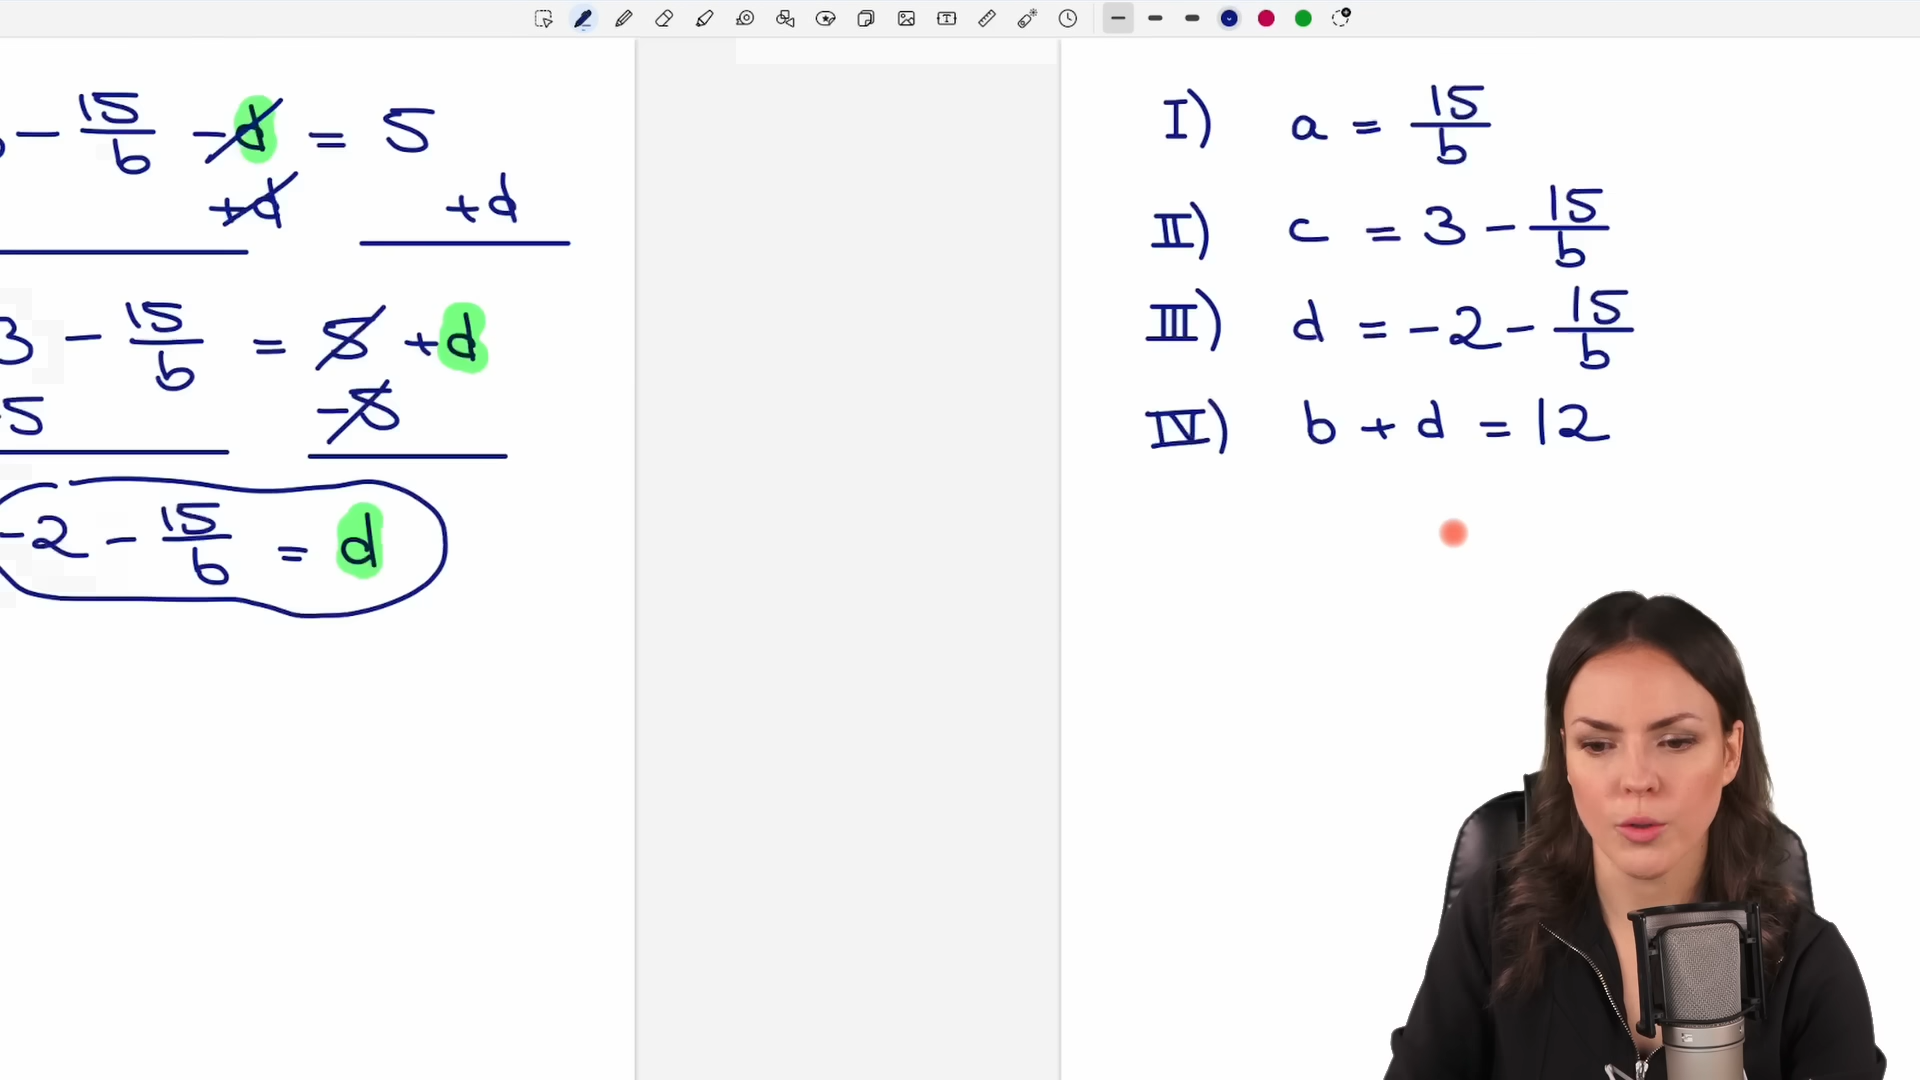 - 15/b - d = 5
+d +d
3 - 15/b = 5 + d
-5 -5
-2 - 15/b = d
I) a = 15/b
II) c = 3 - 15/b
III) d = -2 - 15/b
IV) b + d = 12